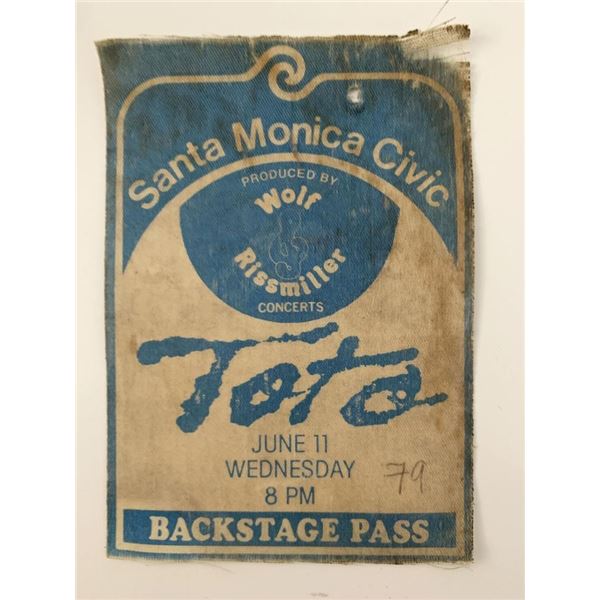 Santa Monica Civic
PRODUCED BY
Wolf
Rissmiller
CONCERTS
Toto
JUNE 11
WEDNESDAY
8 PM
79
BACKSTAGE PASS